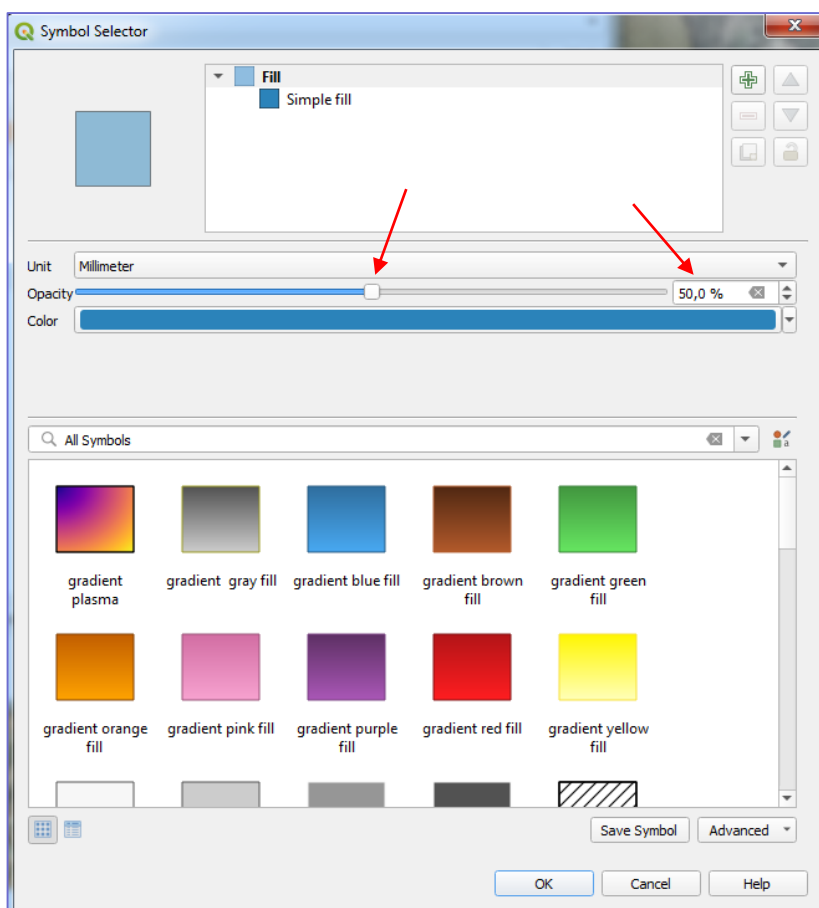 Symbol Selector
Fill
Simple fill
Unit Millimeter
Opacity 50,0 %
Color
All Symbols
gradient plasma
gradient gray fill
gradient blue fill
gradient brown fill
gradient green fill
gradient orange fill
gradient pink fill
gradient purple fill
gradient red fill
gradient yellow fill
Save Symbol Advanced
OK Cancel Help